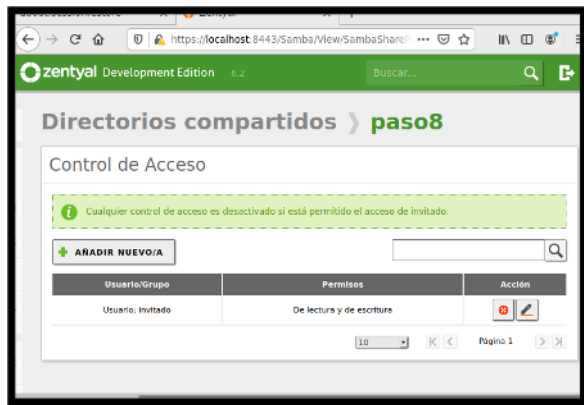 https://localhost:8443/Samba/View/SambaShareP
zentyal Development Edition 6.2
Buscar...
Directorios compartidos paso8
Control de Acceso
Cualquier control de acceso es desactivado si está permitido el acceso de invitado.
AÑADIR NUEVO/A
Usuario/Grupo Permisos Acción
Usuario: invitado De lectura y de escritura
10 Página 1